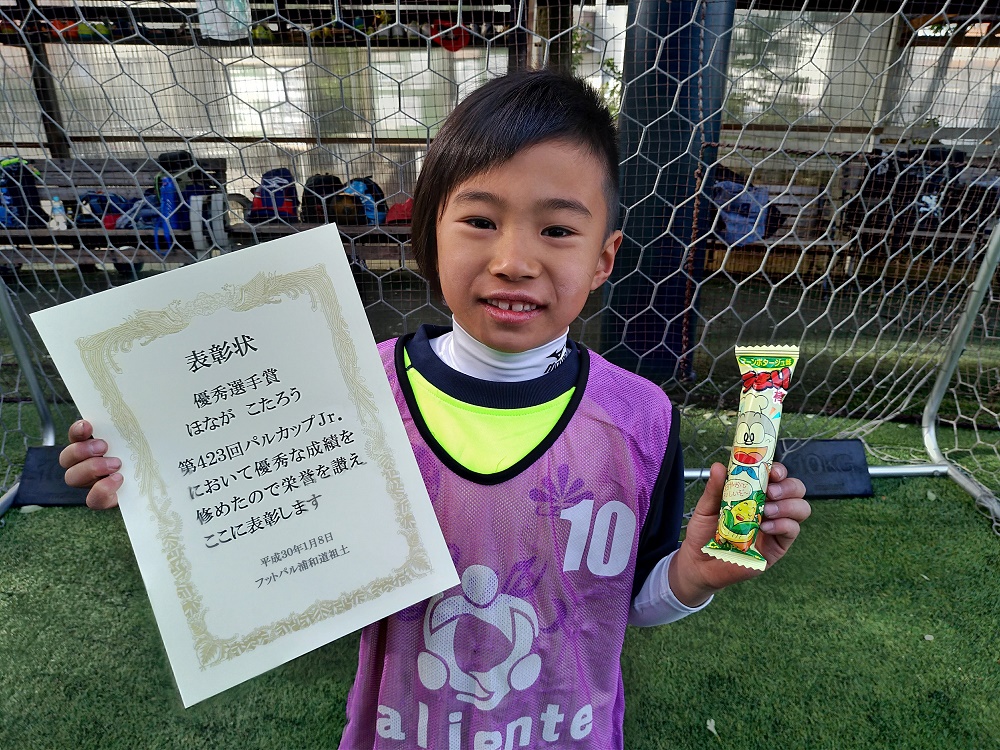 表彰状
優秀選手賞
ほなが こたろう
第423回パルカップJr.
において優秀な成績を
修めたので栄誉を讃え
ここに表彰します
平成30年1月8日
フットパル浦和道祖土
10
aliente
コーンポタージュ味
うまい
10KG